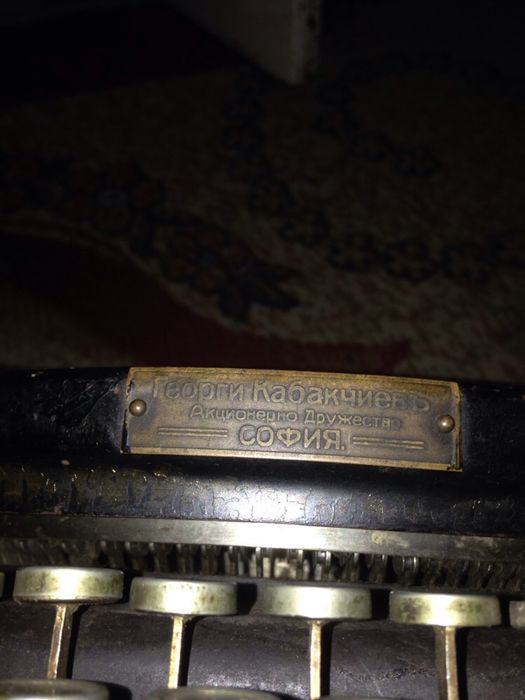 Георги Кабакчиевъ
Акционерно Дружество
СОФИЯ.